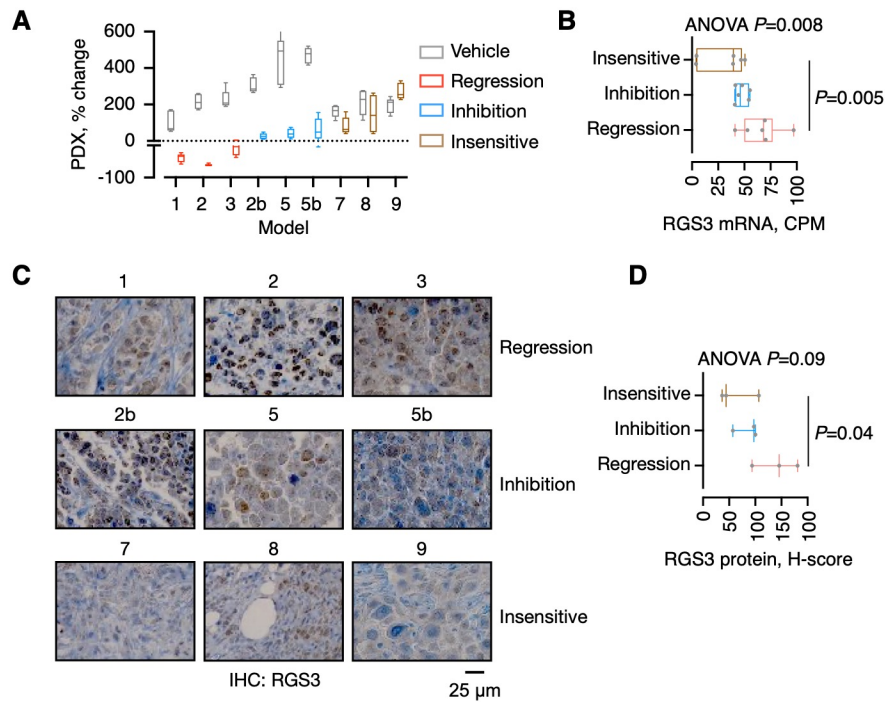 A
PDX, % change
600
400
200
0
-100
1 2 3 2b 5 5b 7 8 9
Model
Vehicle
Regression
Inhibition
Insensitive
B
ANOVA P=0.008
Insensitive
Inhibition
Regression
P=0.005
0 25 50 75 100
RGS3 mRNA, CPM
C
1 2 3
Regression
2b 5 5b
Inhibition
7 8 9
Insensitive
IHC: RGS3
25 µm
D
ANOVA P=0.09
Insensitive
Inhibition
Regression
P=0.04
0 50 100 150 100
RGS3 protein, H-score